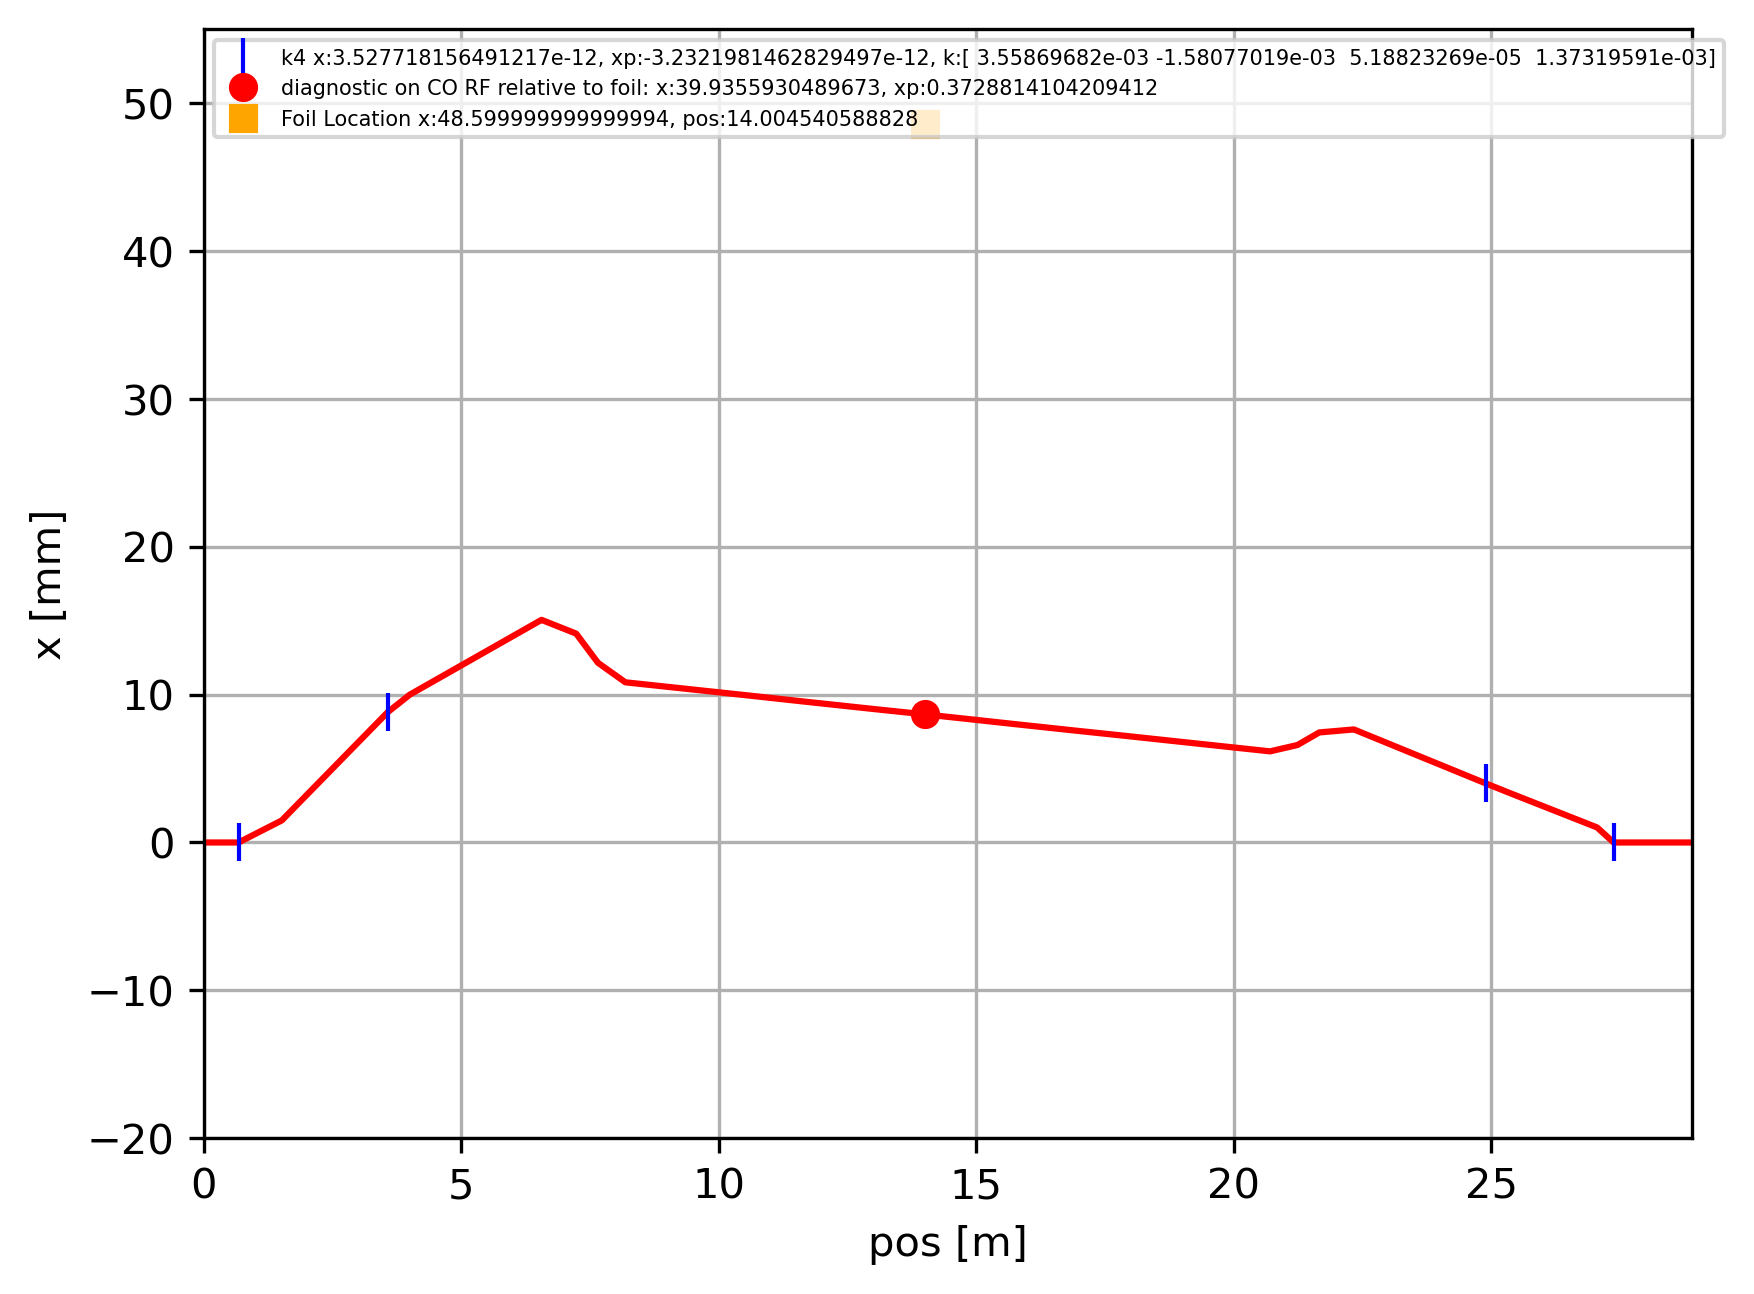 k4 x:3.527718156491217e-12, xp:-3.2321981462829497e-12, k:[ 3.55869682e-03 -1.58077019e-03  5.18823269e-05  1.37319591e-03]
diagnostic on CO RF relative to foil: x:39.9355930489673, xp:0.3728814104209412
Foil Location x:48.599999999999994, pos:14.004540588828
50
40
30
20
10
0
−10
−20
x [mm]
0 5 10 15 20 25
pos [m]